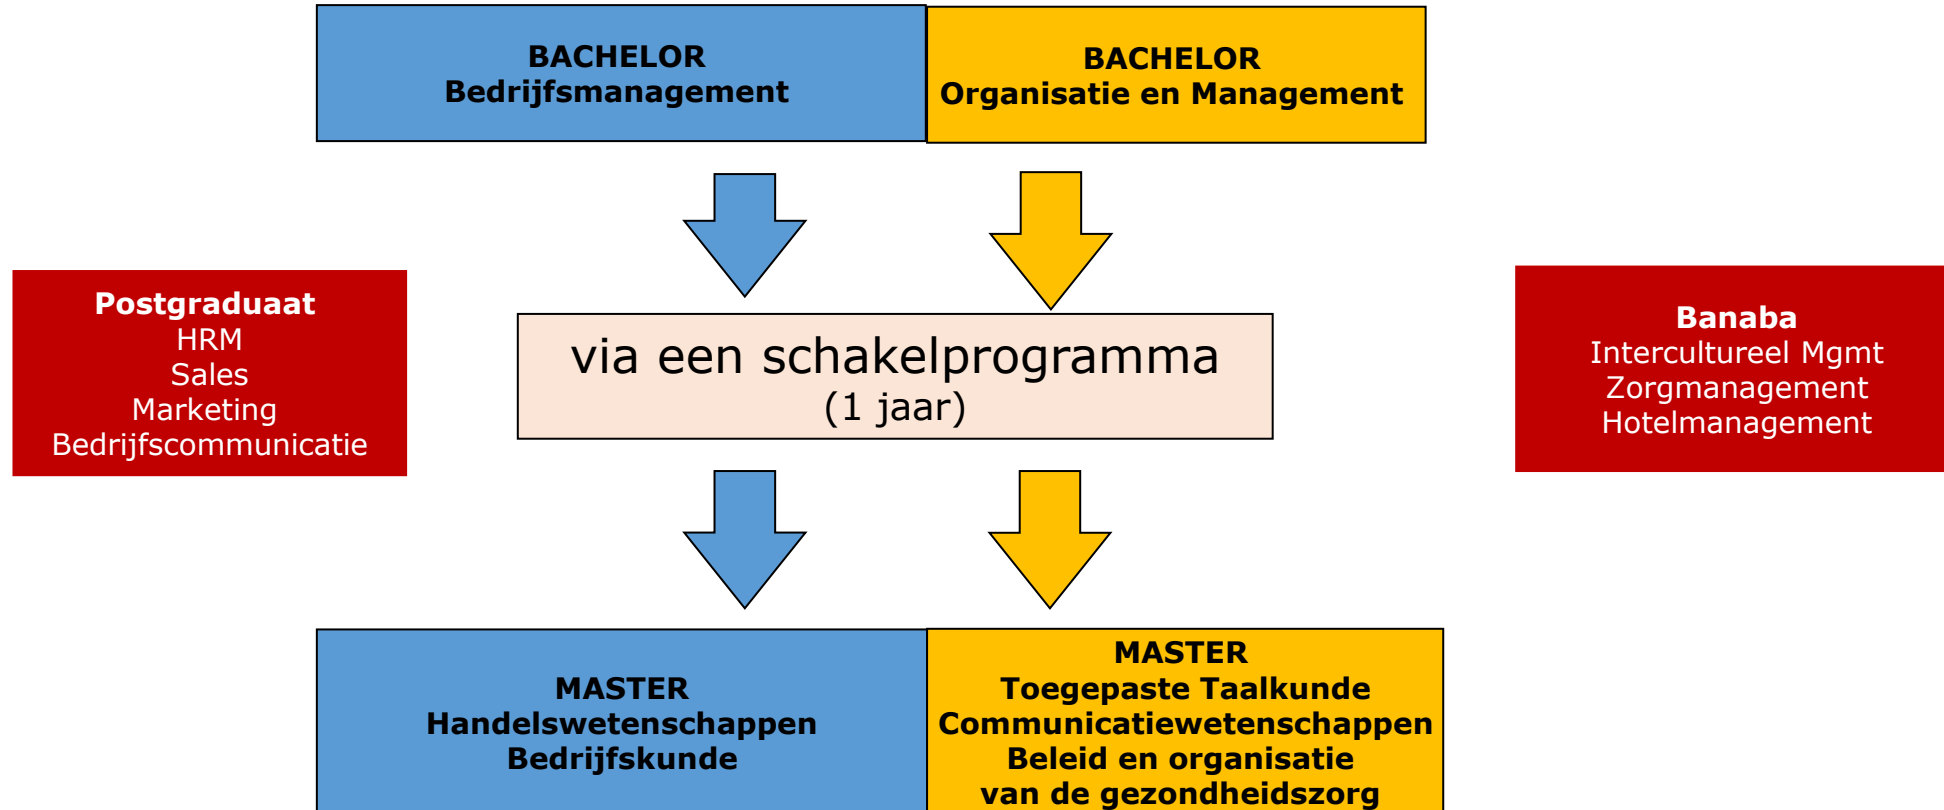 BACHELOR
Bedrijfsmanagement
BACHELOR
Organisatie en Management
Postgraduaat
HRM
Sales
Marketing
Bedrijfscommunicatie
via een schakelprogramma
(1 jaar)
Banaba
Intercultureel Mgmt
Zorgmanagement
Hotelmanagement
MASTER
Handelswetenschappen
Bedrijfskunde
MASTER
Toegepaste Taalkunde
Communicatiewetenschappen
Beleid en organisatie
van de gezondheidszorg